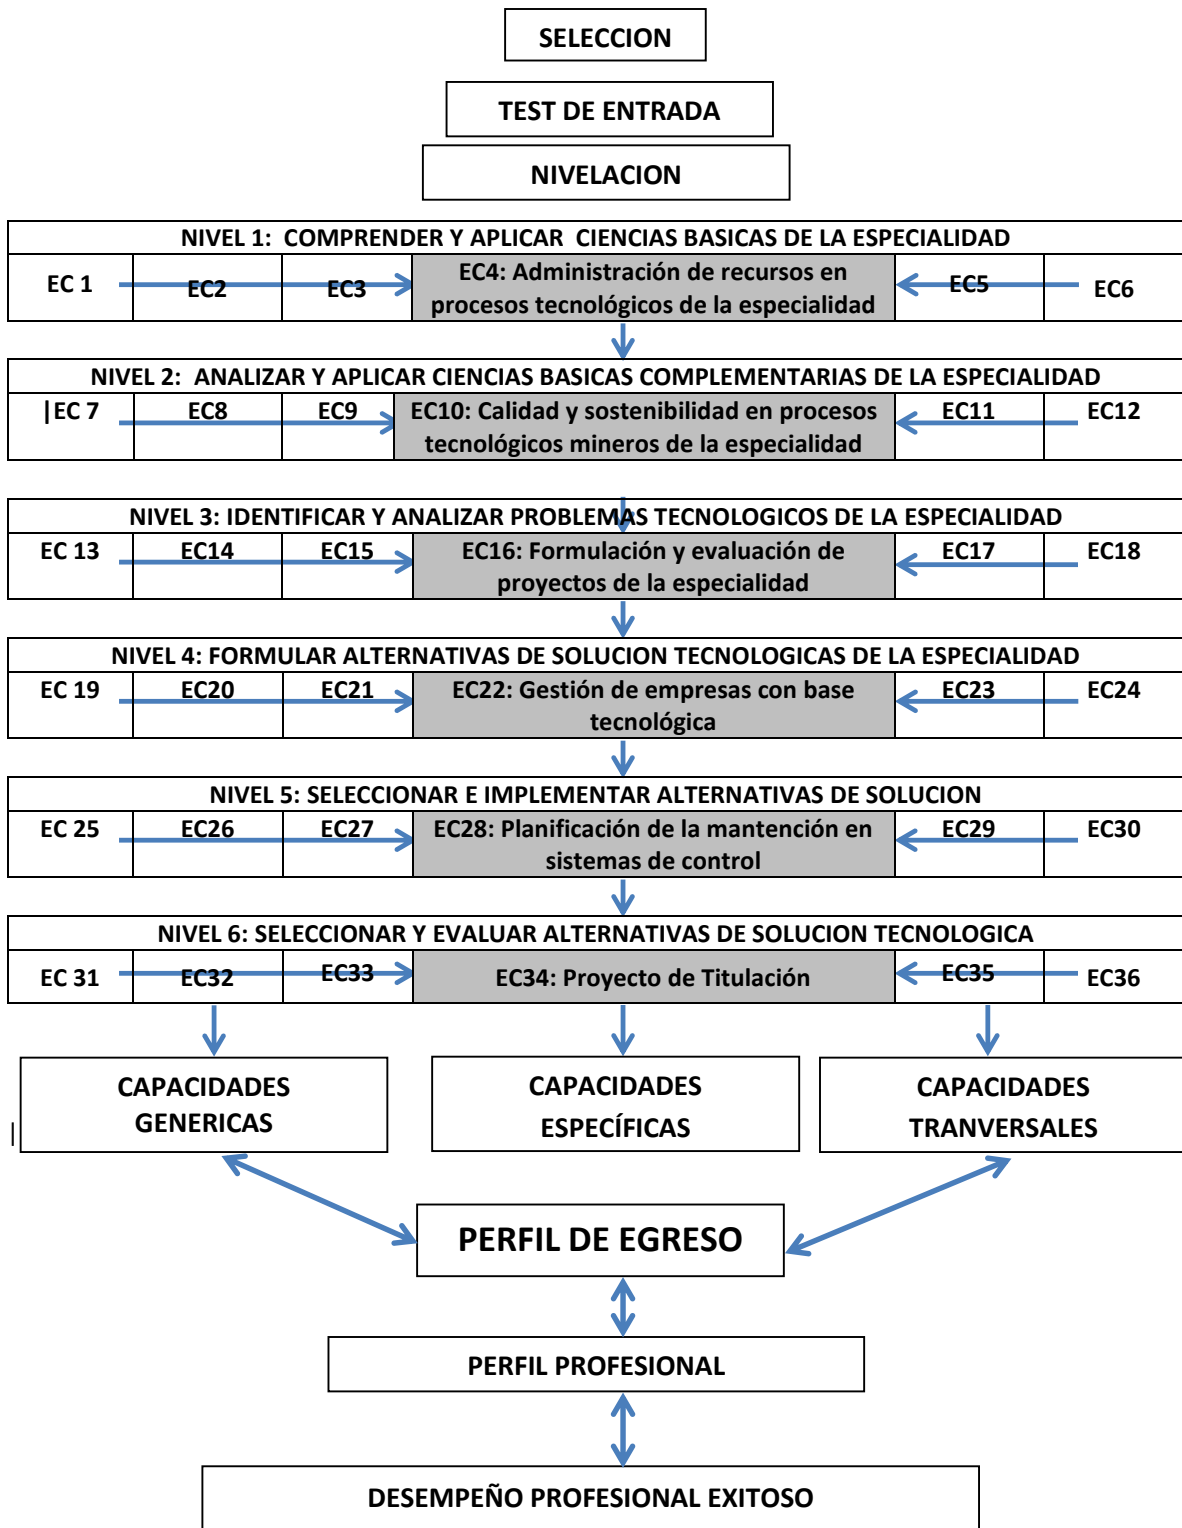 SELECCION
TEST DE ENTRADA
NIVELACION
NIVEL 1: COMPRENDER Y APLICAR CIENCIAS BASICAS DE LA ESPECIALIDAD
EC 1
EC2
EC3
EC4: Administración de recursos en
procesos tecnológicos de la especialidad
EC5
EC6
NIVEL 2: ANALIZAR Y APLICAR CIENCIAS BASICAS COMPLEMENTARIAS DE LA ESPECIALIDAD
|EC 7
EC8
EC9
EC10: Calidad y sostenibilidad en procesos
tecnológicos mineros de la especialidad
EC11
EC12
NIVEL 3: IDENTIFICAR Y ANALIZAR PROBLEMAS TECNOLOGICOS DE LA ESPECIALIDAD
EC 13
EC14
EC15
EC16: Formulación y evaluación de
proyectos de la especialidad
EC17
EC18
NIVEL 4: FORMULAR ALTERNATIVAS DE SOLUCION TECNOLOGICAS DE LA ESPECIALIDAD
EC 19
EC20
EC21
EC22: Gestión de empresas con base
tecnológica
EC23
EC24
NIVEL 5: SELECCIONAR E IMPLEMENTAR ALTERNATIVAS DE SOLUCION
EC 25
EC26
EC27
EC28: Planificación de la mantención en
sistemas de control
EC29
EC30
NIVEL 6: SELECCIONAR Y EVALUAR ALTERNATIVAS DE SOLUCION TECNOLOGICA
EC 31
EC32
EC33
EC34: Proyecto de Titulación
EC35
EC36
CAPACIDADES
GENERICAS
CAPACIDADES
ESPECÍFICAS
CAPACIDADES
TRANVERSALES
|
PERFIL DE EGRESO
PERFIL PROFESIONAL
DESEMPEÑO PROFESIONAL EXITOSO